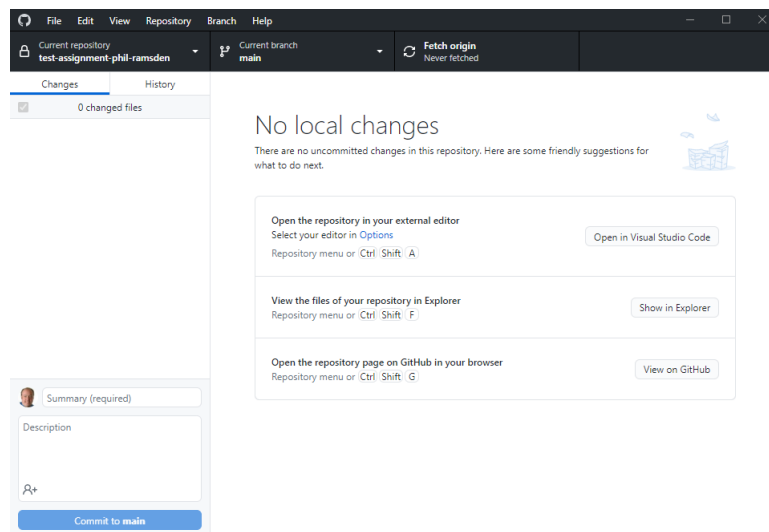 File Edit View Repository Branch Help
Current repository
test-assignment-phil-ramsden
Current branch
main
Fetch origin
Never fetched
Changes History
0 changed files
No local changes
There are no uncommitted changes in this repository. Here are some friendly suggestions for
what to do next.
Open the repository in your external editor
Select your editor in Options
Repository menu or Ctrl Shift A
Open in Visual Studio Code
View the files of your repository in Explorer
Repository menu or Ctrl Shift F
Show in Explorer
Open the repository page on GitHub in your browser
Repository menu or Ctrl Shift G
View on GitHub
Summary (required)
Description
Commit to main